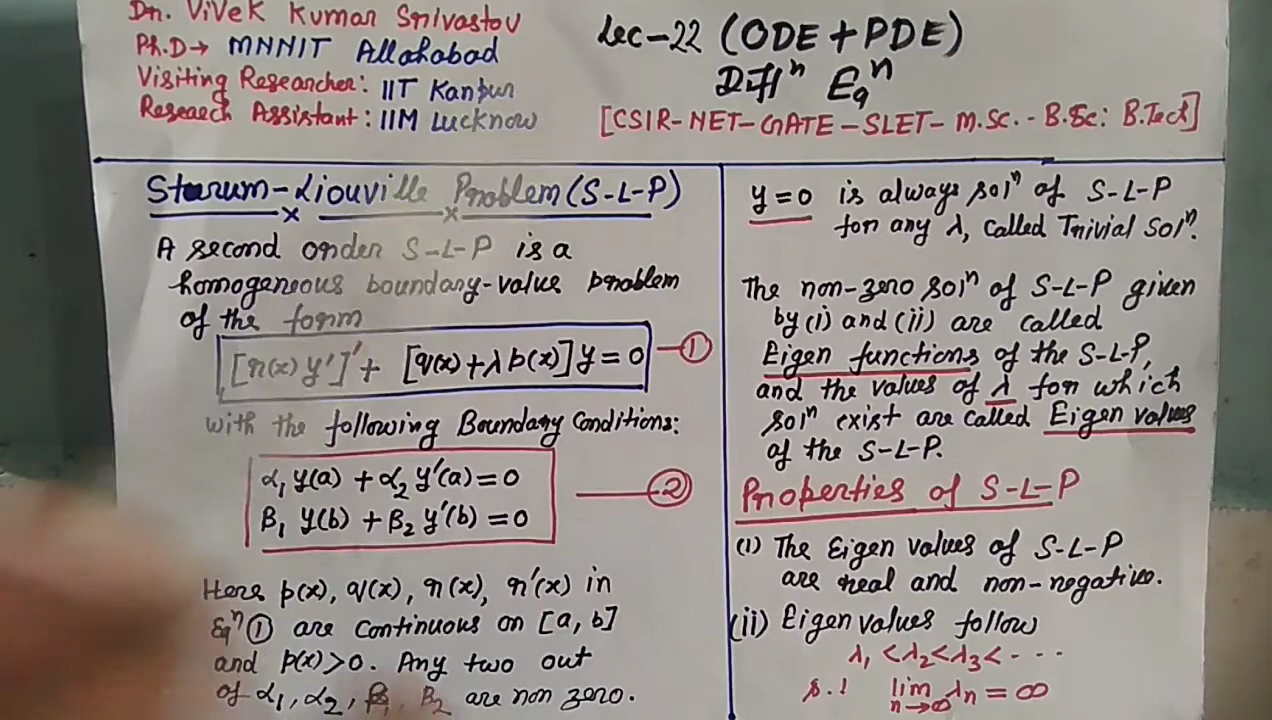 Dr. Vivek Kumar Srivastov
Ph.D → MNNIT Allahabad
Visiting Researcher: IIT Kanpur
Reseaech Assistant: IIM Lucknow
Lec-22 (ODE+PDE)
Diffⁿ Eqⁿ
[CSIR-NET-GATE-SLET-M.Sc.-B.Sc: B.Tect]
Sturum-Liouville Problem (S-L-P)
A second order S-L-P is a
homogeneous boundary-value problem
of the form
[r(x) y']' + [q(x)+λ p(x)] y = 0 —①
with the following Boundary Conditions:
α₁ y(a) + α₂ y'(a) = 0
β₁ y(b) + β₂ y'(b) = 0
②
Here p(x), q(x), r(x), r'(x) in
Eqⁿ ① are continuous on [a, b]
and p(x)>0. Any two out
of α₁, α₂, β₁, β₂ are non zero.
y=0 is always solⁿ of S-L-P
for any λ, called Trivial Solⁿ.
The non-zero solⁿ of S-L-P given
by (i) and (ii) are called
Eigen functions of the S-L-P,
and the values of λ for which
solⁿ exist are called Eigen values
of the S-L-P.
Properties of S-L-P
(1) The Eigen values of S-L-P
are real and non-negative.
(ii) Eigen values follow
λ₁ < λ₂ < λ₃ < - - -
s.t lim λₙ = ∞
n→∞